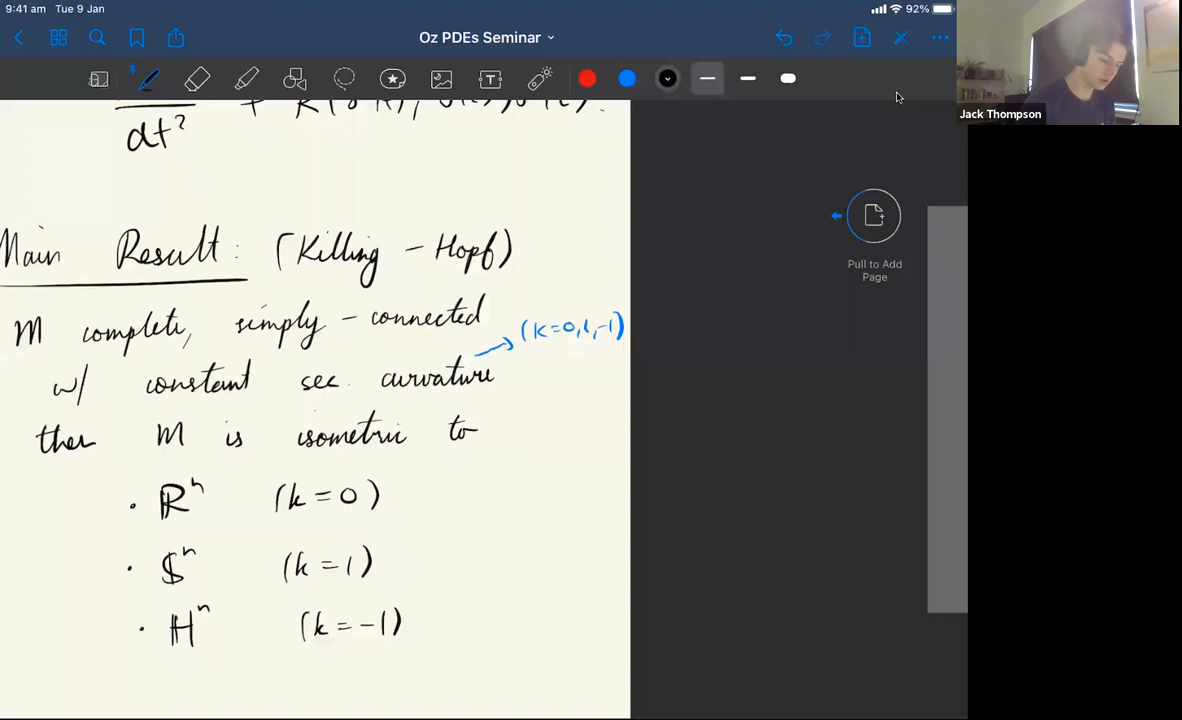 9:41 am Tue 9 Jan
92%
Oz PDEs Seminar
Jack Thompson
dt²
Main Result: (Killing - Hopf)
M complete, simply-connected
(k=0,1,-1)
w/ constant sec. curvature
then M is isometric to
· ℝⁿ (k=0)
· 𝕊ⁿ (k=1)
· ℍⁿ (k=-1)
Pull to Add
Page